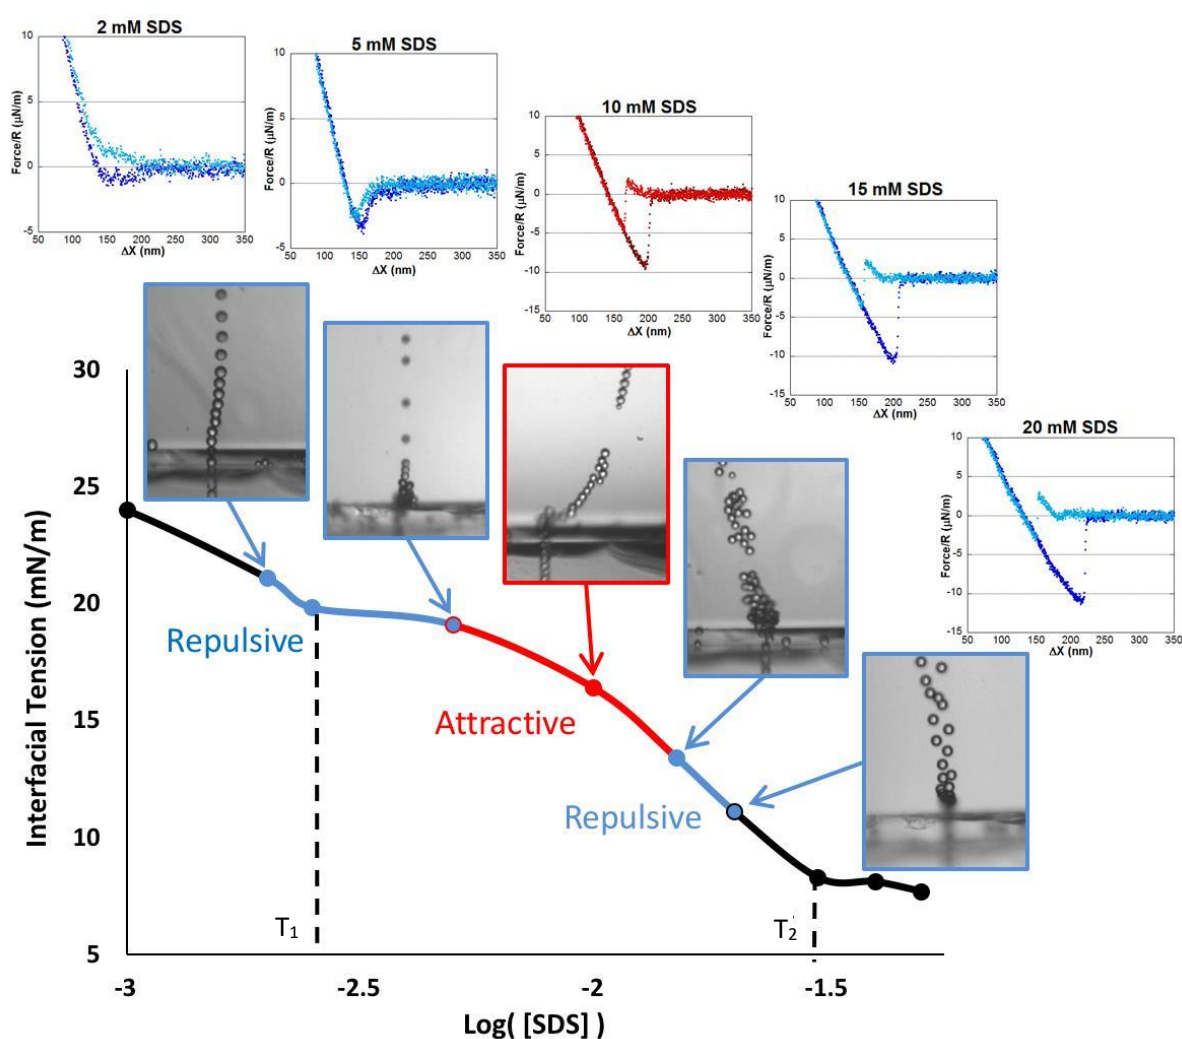 2 mM SDS
10
5
0
-5
Force/R (µN/m)
50 100 150 200 250 300 350
ΔX (nm)
5 mM SDS
10
5
0
-5
Force/R (µN/m)
50 100 150 200 250 300 350
ΔX (nm)
10 mM SDS
10
5
0
-5
-10
-15
Force/R (µN/m)
50 100 150 200 250 300 350
ΔX (nm)
15 mM SDS
10
5
0
-5
-10
-15
Force/R (µN/m)
50 100 150 200 250 300 350
ΔX (nm)
20 mM SDS
10
5
0
-5
-10
-15
Force/R (µN/m)
50 100 150 200 250 300 350
ΔX (nm)
Interfacial Tension (mN/m)
30
25
20
15
10
5
Repulsive
Attractive
Repulsive
T1
T2
-3 -2.5 -2 -1.5
Log( [SDS] )